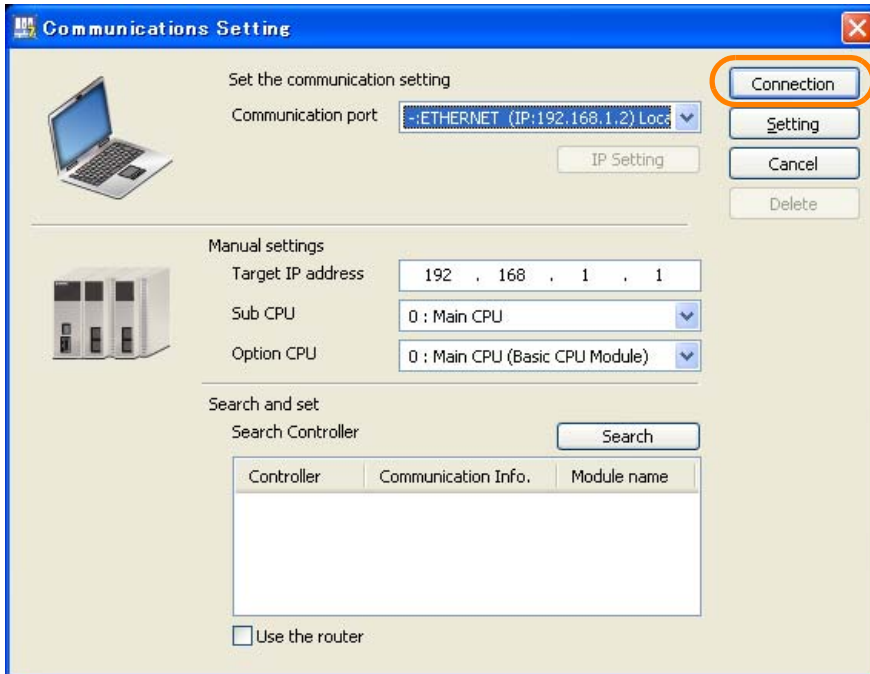 Communications Setting
Set the communication setting
Connection
Communication port
-:ETHERNET (IP:192.168.1.2) Loca
Setting
IP Setting
Cancel
Delete
Manual settings
Target IP address 192 . 168 . 1 . 1
Sub CPU 0 : Main CPU
Option CPU 0 : Main CPU (Basic CPU Module)
Search and set
Search Controller Search
Controller Communication Info. Module name
Use the router